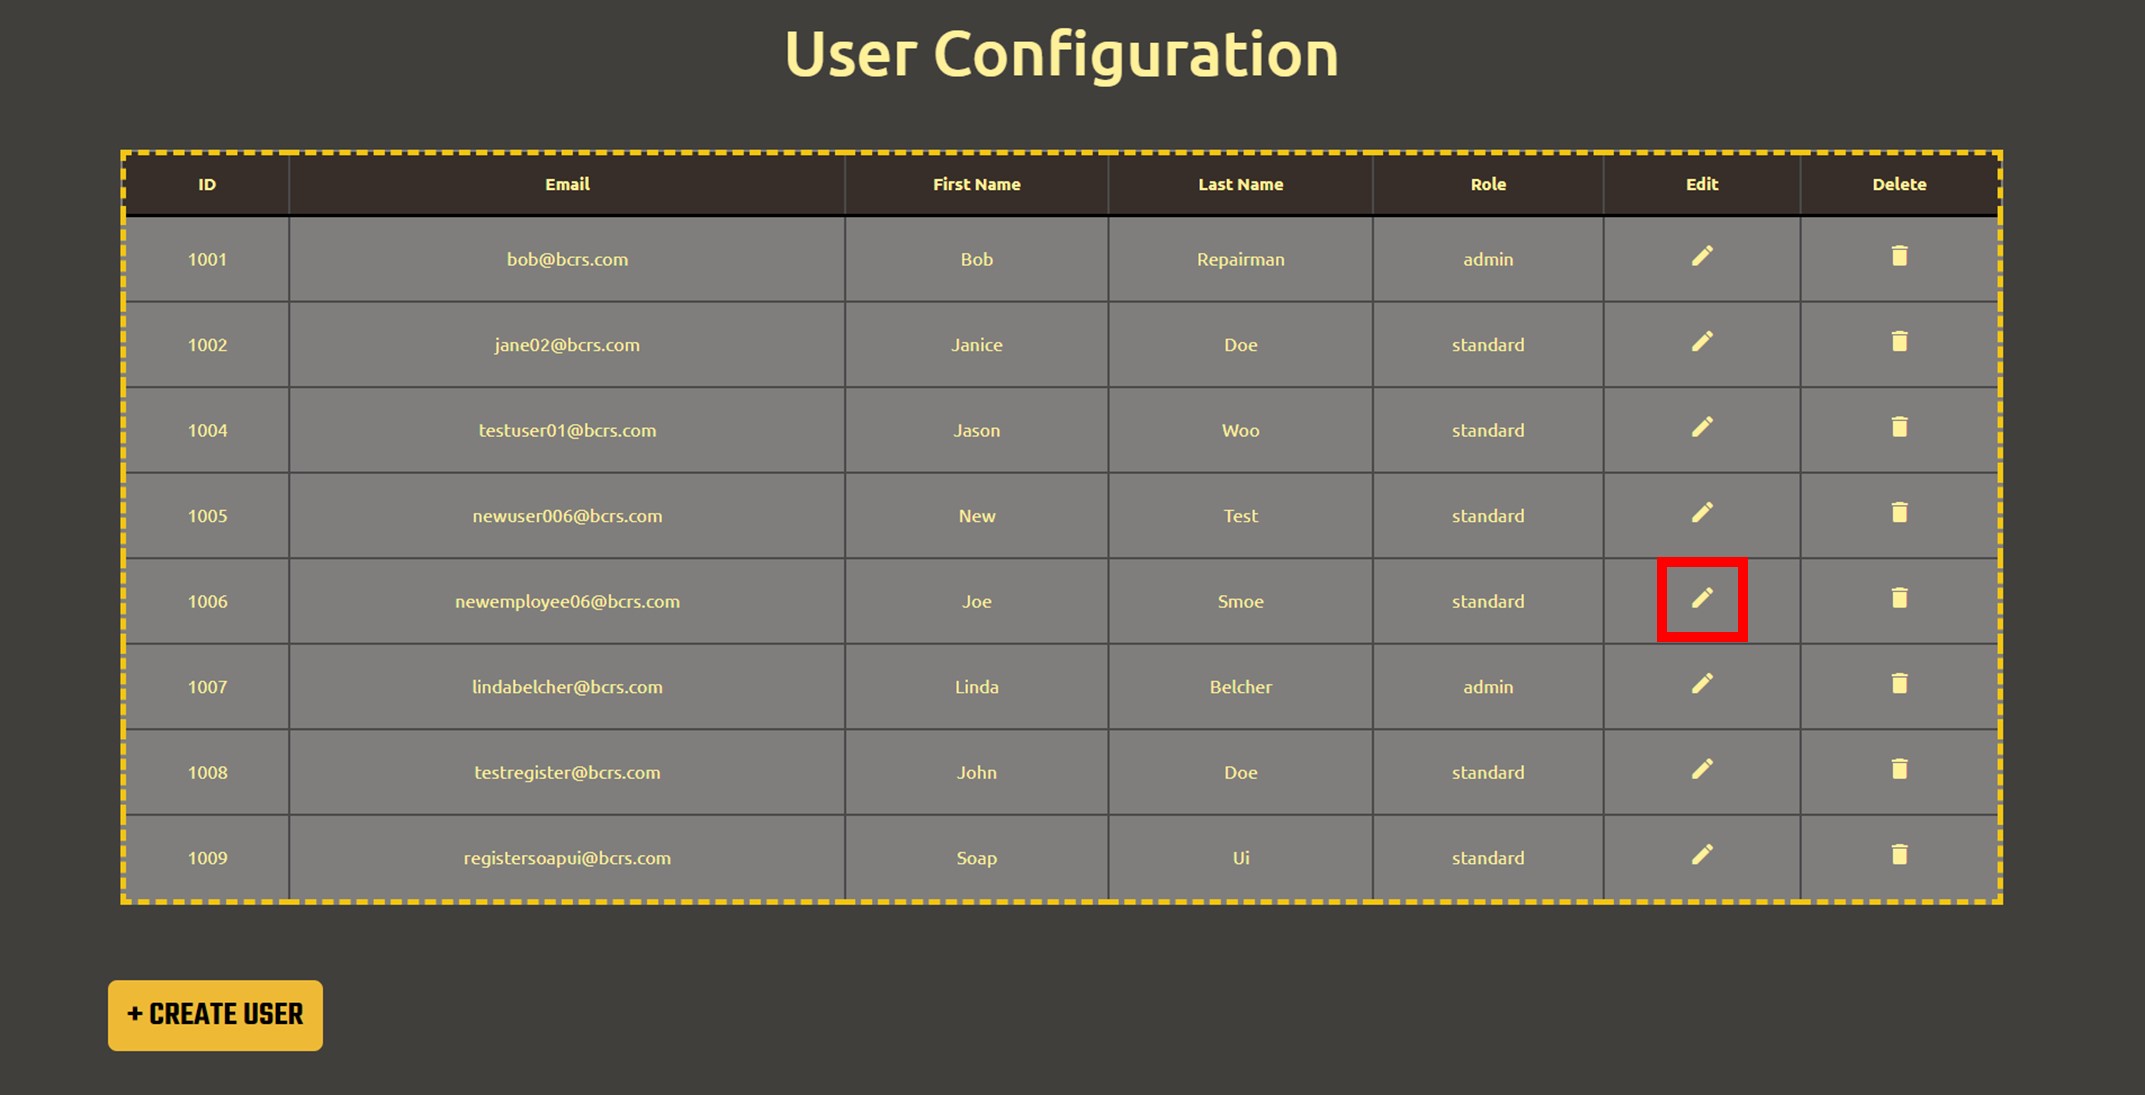 User Configuration
ID Email First Name Last Name Role Edit Delete
1001 bob@bcrs.com Bob Repairman admin
1002 jane02@bcrs.com Janice Doe standard
1004 testuser01@bcrs.com Jason Woo standard
1005 newuser006@bcrs.com New Test standard
1006 newemployee06@bcrs.com Joe Smoe standard
1007 lindabelcher@bcrs.com Linda Belcher admin
1008 testregister@bcrs.com John Doe standard
1009 registersoapui@bcrs.com Soap Ui standard
+ CREATE USER